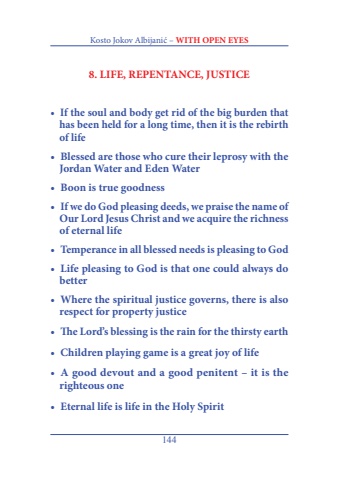 Kosto Jokov Albijanić – WITH OPEN EYES
8. LIFE, REPENTANCE, JUSTICE
• If the soul and body get rid of the big burden that
has been held for a long time, then it is the rebirth
of life
• Blessed are those who cure their leprosy with the
Jordan Water and Eden Water
• Boon is true goodness
• If we do God pleasing deeds, we praise the name of
Our Lord Jesus Christ and we acquire the richness
of eternal life
• Temperance in all blessed needs is pleasing to God
• Life pleasing to God is that one could always do
better
• Where the spiritual justice governs, there is also
respect for property justice
• The Lord's blessing is the rain for the thirsty earth
• Children playing game is a great joy of life
• A good devout and a good penitent – it is the
righteous one
• Eternal life is life in the Holy Spirit
144